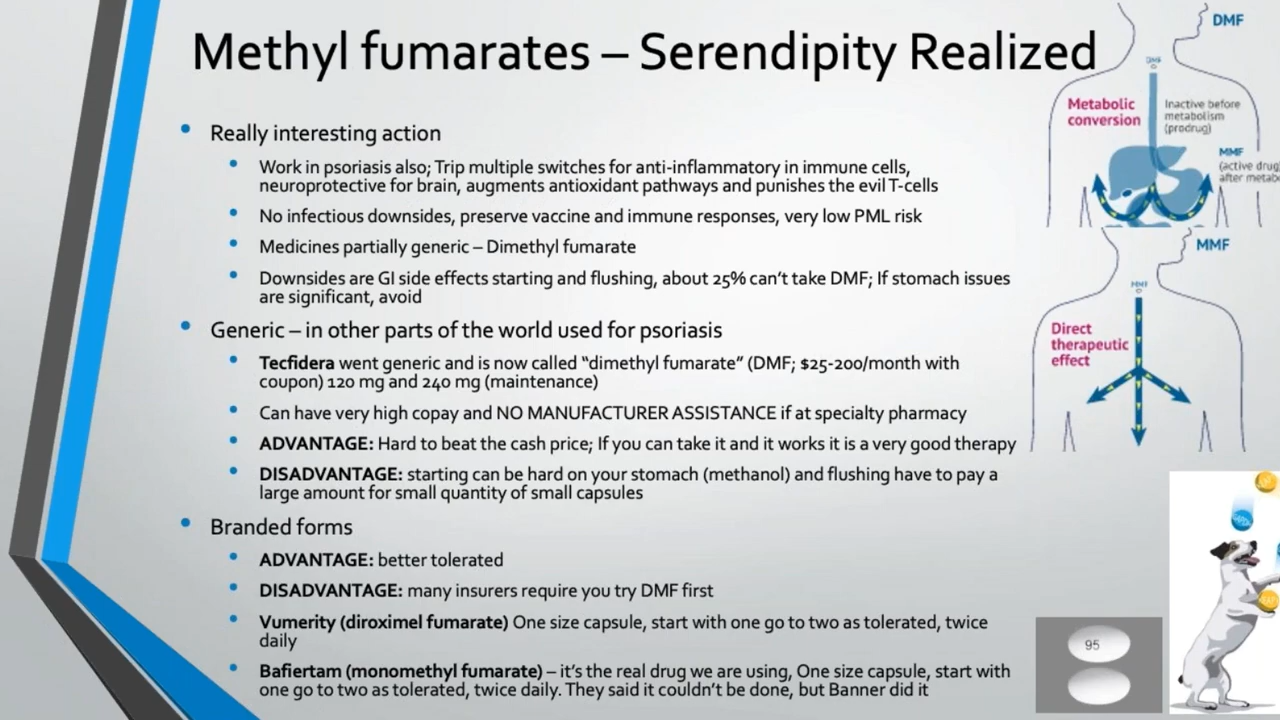 Methyl fumarates – Serendipity Realized
Really interesting action
Work in psoriasis also; Trip multiple switches for anti-inflammatory in immune cells,
neuroprotective for brain, augments antioxidant pathways and punishes the evil T-cells
No infectious downsides, preserve vaccine and immune responses, very low PML risk
Medicines partially generic – Dimethyl fumarate
Downsides are GI side effects starting and flushing, about 25% can't take DMF; If stomach issues
are significant, avoid
Generic – in other parts of the world used for psoriasis
Tecfidera went generic and is now called “dimethyl fumarate” (DMF; $25-200/month with
coupon) 120 mg and 240 mg (maintenance)
Can have very high copay and NO MANUFACTURER ASSISTANCE if at specialty pharmacy
ADVANTAGE: Hard to beat the cash price; If you can take it and it works it is a very good therapy
DISADVANTAGE: starting can be hard on your stomach (methanol) and flushing have to pay a
large amount for small quantity of small capsules
Branded forms
ADVANTAGE: better tolerated
DISADVANTAGE: many insurers require you try DMF first
Vumerity (diroximel fumarate) One size capsule, start with one go to two as tolerated, twice
daily
Bafiertam (monomethyl fumarate) – it's the real drug we are using, One size capsule, start with
one go to two as tolerated, twice daily. They said it couldn't be done, but Banner did it
DMF
DMF
Metabolic
conversion
Inactive before
metabolism
(prodrug)
MMF
(active drug
after metab
MMF
MMF
Direct
therapeutic
effect
95